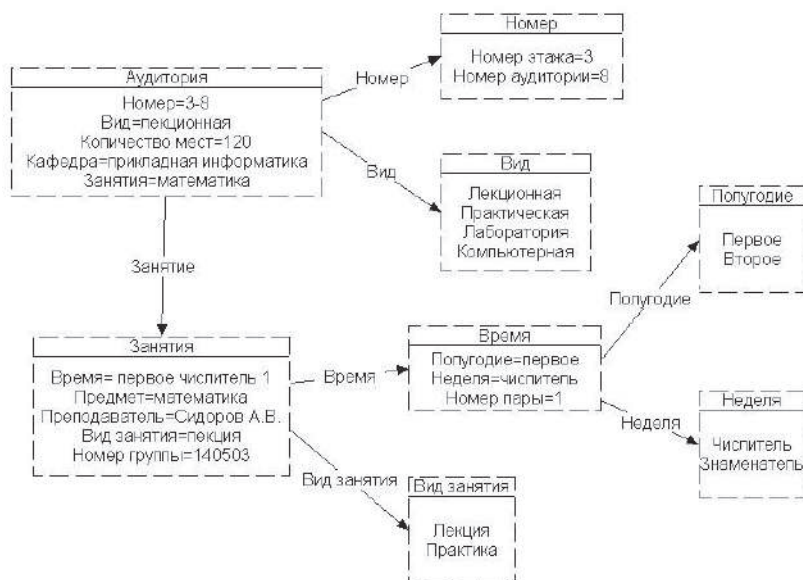 Номер
Номер этажа=3
Номер аудитории=8
Аудитория
Номер=3-8
Вид=лекционная
Количество мест=120
Кафедра=прикладная информатика
Занятия=математика
Номер
Вид
Вид
Лекционная
Практическая
Лаборатория
Компьютерная
Полугодие
Первое
Второе
Занятие
Полугодие
Занятия
Время= первое числитель 1
Предмет=математика
Преподаватель=Сидоров А.В.
Вид занятия=лекция
Номер группы=140503
Время
Время
Полугодие=первое
Неделя=числитель
Номер пары=1
Неделя
Неделя
Числитель
Знаменатель
Вид занятия
Вид занятия
Лекция
Практика